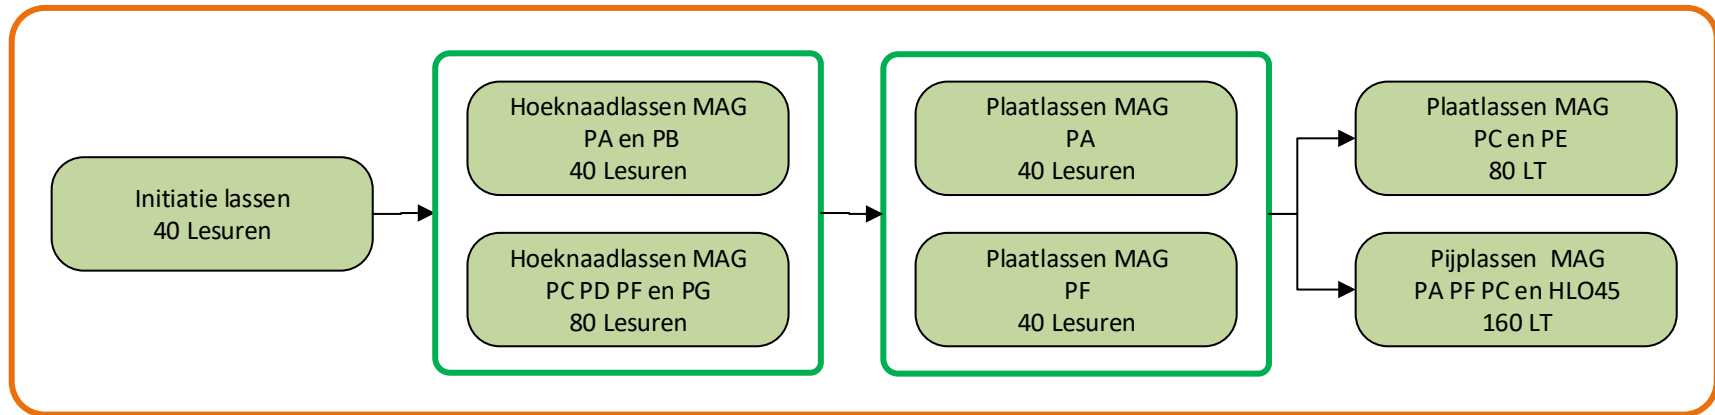 Initiatie lassen
40 Lesuren
Hoeknaadlassen MAG
PA en PB
40 Lesuren
Hoeknaadlassen MAG
PC PD PF en PG
80 Lesuren
Plaatlassen MAG
PA
40 Lesuren
Plaatlassen MAG
PF
40 Lesuren
Plaatlassen MAG
PC en PE
80 LT
Pijplassen MAG
PA PF PC en HLO45
160 LT